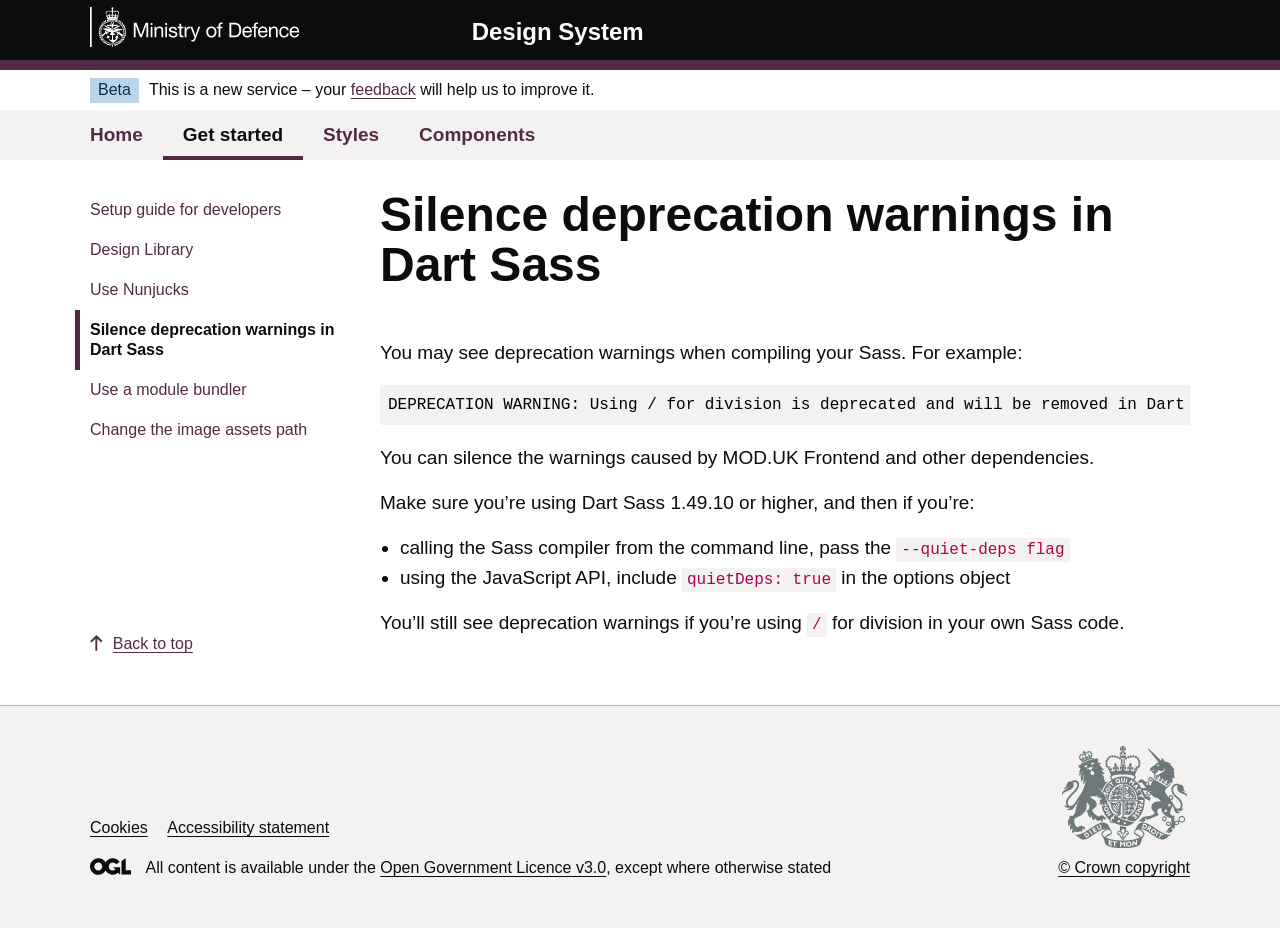 Ministry of Defence
Design System
Beta This is a new service – your feedback will help us to improve it.
Home Get started Styles Components
Setup guide for developers
Design Library
Use Nunjucks
Silence deprecation warnings in
Dart Sass
Use a module bundler
Change the image assets path
Back to top
Silence deprecation warnings in
Dart Sass
You may see deprecation warnings when compiling your Sass. For example:
DEPRECATION WARNING: Using / for division is deprecated and will be removed in Dart
You can silence the warnings caused by MOD.UK Frontend and other dependencies.
Make sure you’re using Dart Sass 1.49.10 or higher, and then if you’re:
• calling the Sass compiler from the command line, pass the --quiet-deps flag
• using the JavaScript API, include quietDeps: true in the options object
You’ll still see deprecation warnings if you’re using / for division in your own Sass code.
Cookies Accessibility statement
OGL All content is available under the Open Government Licence v3.0, except where otherwise stated
DIEU ET MON DROIT
© Crown copyright